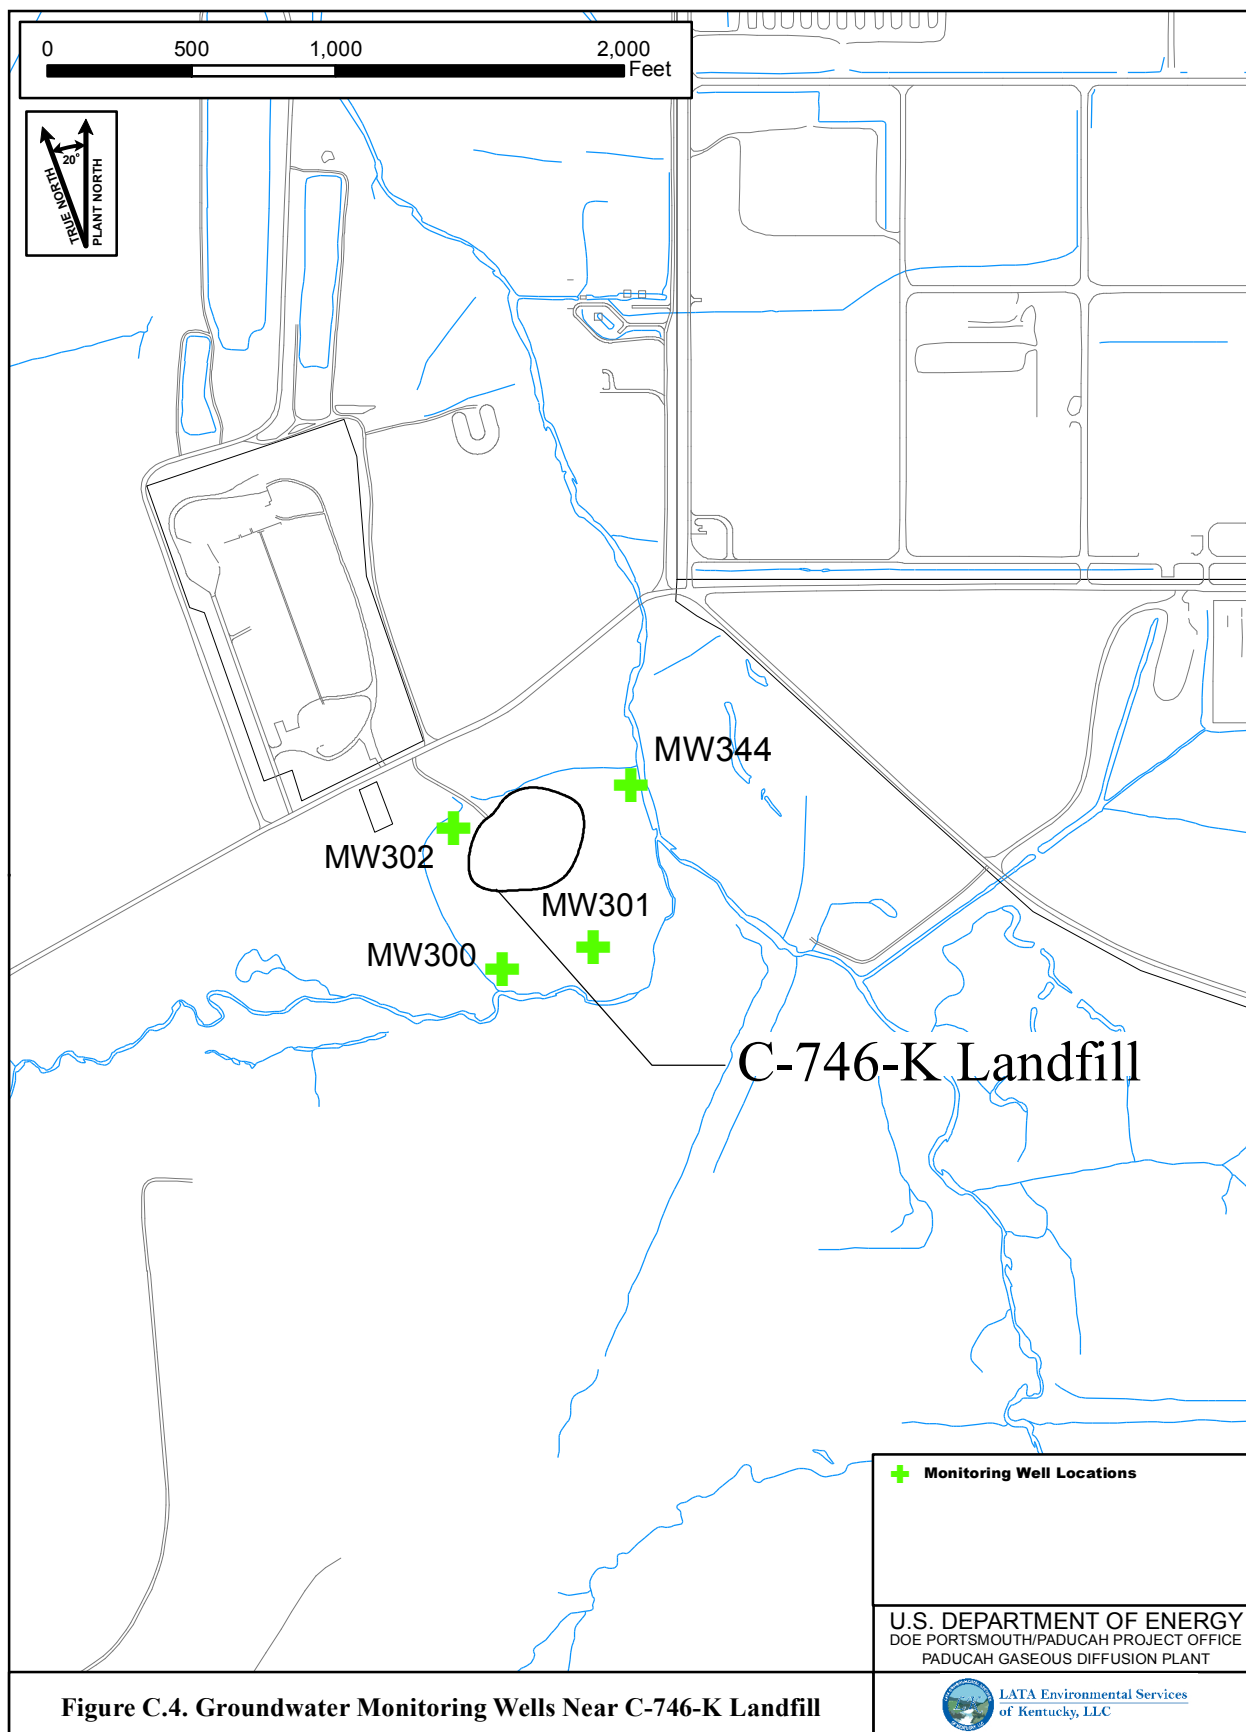 0 500 1,000 2,000
Feet
20°
TRUE NORTH
PLANT NORTH
MW344
MW302
MW301
MW300
C-746-K Landfill
Monitoring Well Locations
U.S. DEPARTMENT OF ENERGY
DOE PORTSMOUTH/PADUCAH PROJECT OFFICE
PADUCAH GASEOUS DIFFUSION PLANT
Figure C.4. Groundwater Monitoring Wells Near C-746-K Landfill
LATA Environmental Services
of Kentucky, LLC